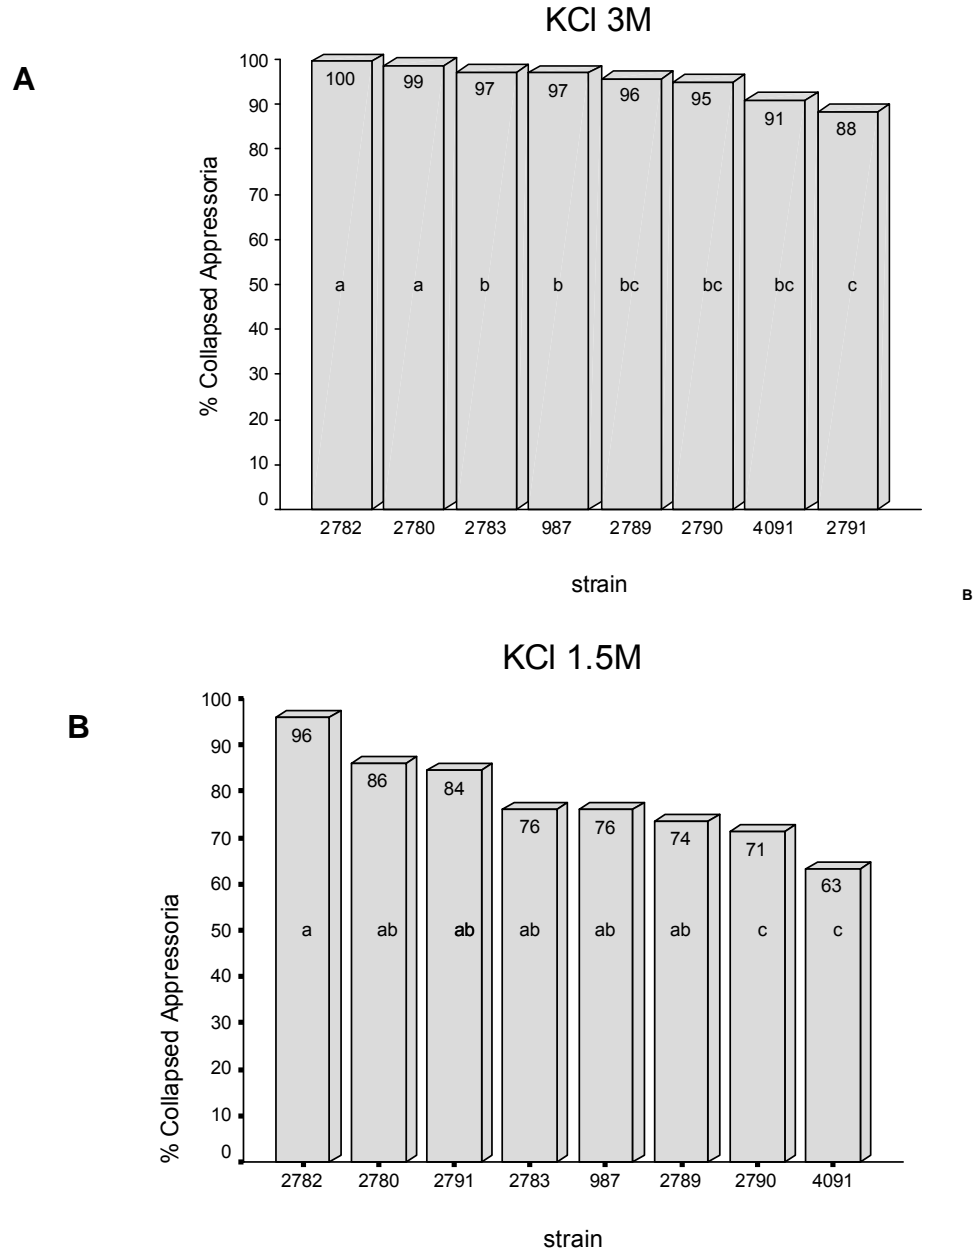 KCl 3M
A
% Collapsed Appressoria
100
90
80
70
60
50
40
30
20
10
0
100 99 97 97 96 95 91 88
a a b b bc bc bc c
2782 2780 2783 987 2789 2790 4091 2791
strain
B
KCl 1.5M
B
% Collapsed Appressoria
100
90
80
70
60
50
40
30
20
10
0
96 86 84 76 76 74 71 63
a ab ab ab ab ab c c
2782 2780 2791 2783 987 2789 2790 4091
strain